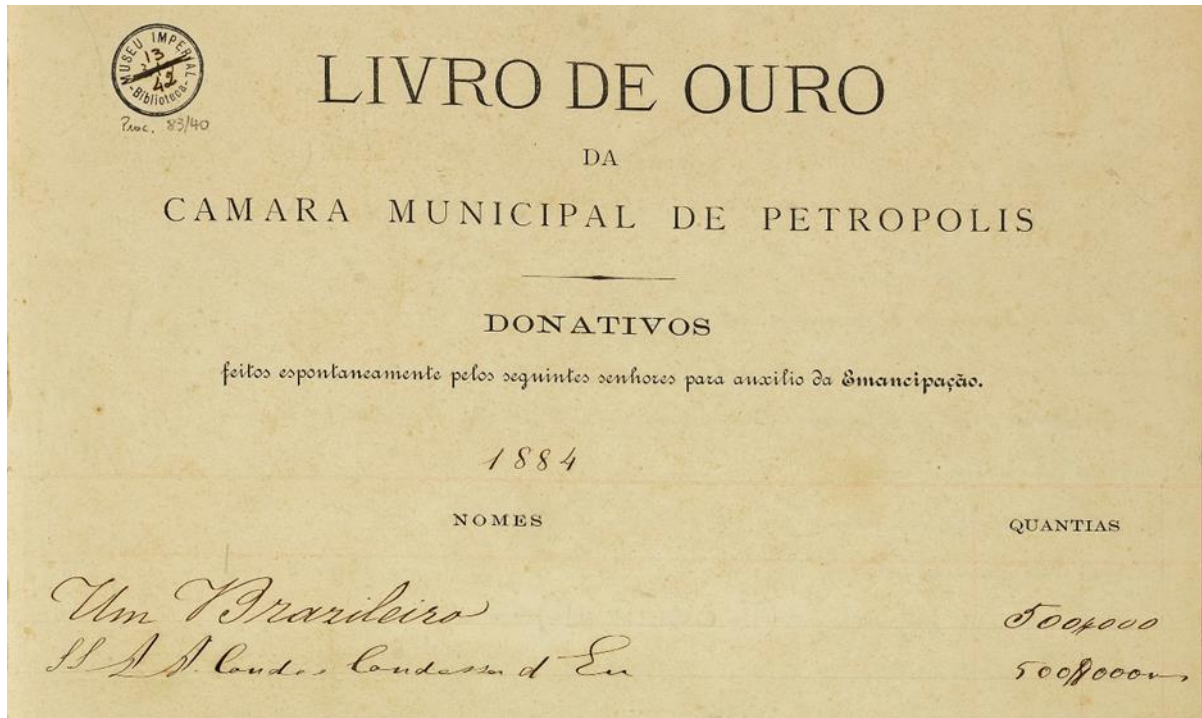 MUSEU IMPERIAL
13
42
-Biblioteca-
Proc. 83/40
LIVRO DE OURO
DA
CAMARA MUNICIPAL DE PETROPOLIS
DONATIVOS
feitos espontaneamente pelos seguintes senhores para auxilio da Emancipação.
1884
NOMES QUANTIAS
Um Brazileiro 500$000
SS A A. Conde e Condessa d'Eu 500$000